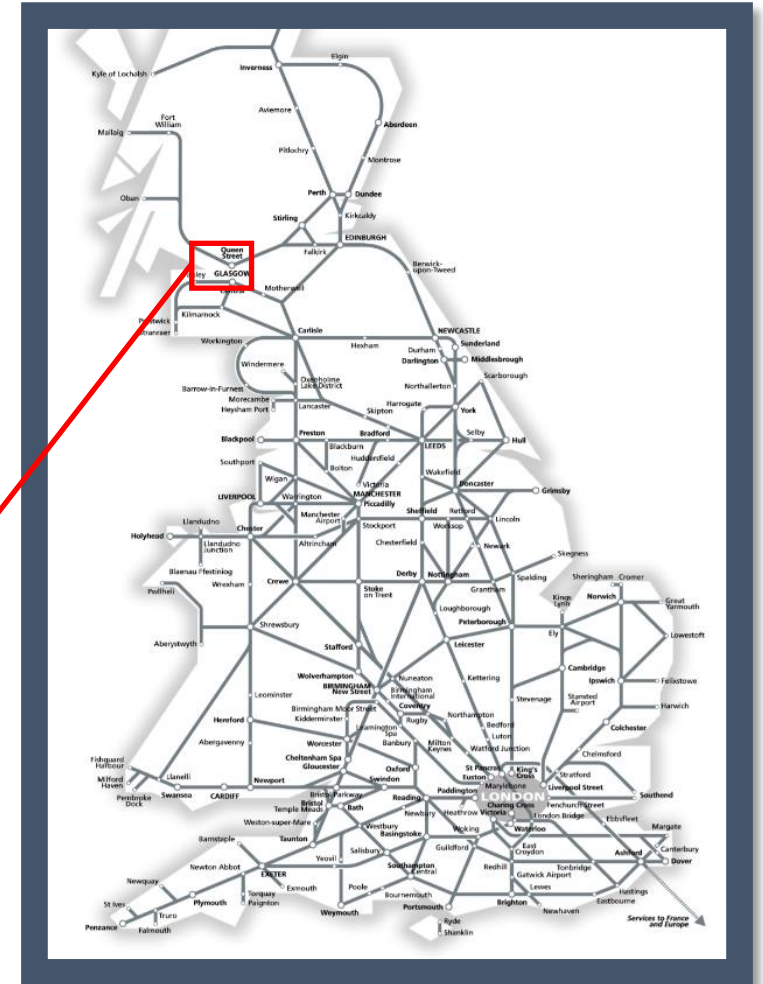 Elgin
Inverness
Kyle of Lochalsh
Aviemore
Fort
William
Mallaig
Aberdeen
Pitlochry
Montrose
Perth
Dundee
Oban
Stirling
Kirkcaldy
EDINBURGH
Queen
Street
Falkirk
GLASGOW
Berwick-
upon-Tweed
Motherwell
Kilmarnock
Carlisle
NEWCASTLE
Workington
Hexham
Sunderland
Durham
Darlington
Middlesbrough
Windermere
Scarborough
Oxenholme
Lake District
Northallerton
Barrow-in-Furness
Morecambe
Heysham Port
Lancaster
Harrogate
York
Skipton
Blackpool
Preston
Bradford
Selby
Hull
Blackburn
LEEDS
Southport
Huddersfield
Bolton
Wakefield
Wigan
Victoria
Doncaster
LIVERPOOL
Warrington
MANCHESTER
Piccadilly
Grimsby
Manchester
Airport
Sheffield
Retford
Llandudno
Stockport
Worksop
Lincoln
Holyhead
Chester
Llandudno
Junction
Altrincham
Chesterfield
Newark
Skegness
Blaenau Ffestiniog
Wrexham
Crewe
Derby
Nottingham
Spalding
Sheringham
Cromer
Pwllheli
Stoke
on Trent
Grantham
Kings
Lynn
Norwich
Great
Yarmouth
Loughborough
Peterborough
Shrewsbury
Ely
Lowestoft
Aberystwyth
Stafford
Leicester
Wolverhampton
Cambridge
BIRMINGHAM
New Street
Nuneaton
Kettering
Ipswich
Felixstowe
Birmingham
International
Leominster
Stevenage
Stansted
Airport
Coventry
Harwich
Birmingham Moor Street
Kidderminster
Rugby
Northampton
Hereford
Leamington
Spa
Bedford
Colchester
Worcester
Banbury
Milton
Keynes
Luton
Abergavenny
Watford Junction
Chelmsford
Cheltenham Spa
Gloucester
Oxford
St Pancras
Euston
King's
Cross
Stratford
Fishguard
Harbour
Llanelli
Swindon
Marylebone
Liverpool Street
Milford
Haven
Newport
Paddington
LONDON
Southend
Pembroke
Dock
Swansea
CARDIFF
Bristol Parkway
Reading
Charing Cross
Fenchurch Street
Bristol
Temple Meads
Bath
Newbury
Heathrow
Victoria
London Bridge
Ebbsfleet
Weston-super-Mare
Westbury
Waterloo
Margate
Barnstaple
Basingstoke
Woking
Taunton
East
Croydon
Canterbury
Salisbury
Guildford
Ashford
Dover
Newton Abbot
Yeovil
Southampton
Central
Redhill
Tonbridge
EXETER
Gatwick Airport
Newquay
Exmouth
Poole
Lewes
Hastings
Torquay
Paignton
Bournemouth
Eastbourne
St Ives
Plymouth
Portsmouth
Brighton
Truro
Weymouth
Newhaven
Penzance
Falmouth
Ryde
Shanklin
Services to France
and Europe